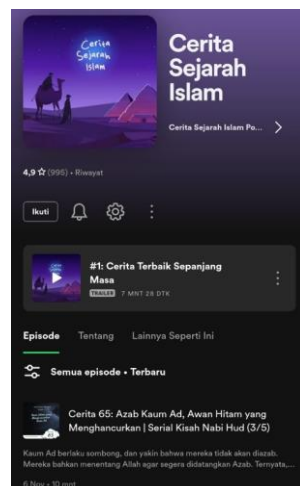 Cerita
Sejarah
Islam
Cerita
Sejarah
Islam
Cerita Sejarah Islam Po...
4,9 ☆ (995) • Riwayat
Ikuti
#1: Cerita Terbaik Sepanjang
Masa
TRAILER 7 MNT 28 DTK
Episode Tentang Lainnya Seperti Ini
Semua episode • Terbaru
Cerita 65: Azab Kaum Ad, Awan Hitam yang
Menghancurkan | Serial Kisah Nabi Hud (3/5)
Kaum Ad berlaku sombong, dan yakin bahwa mereka tidak akan diazab.
Mereka bahkan menentang Allah agar segera didatangkan Azab. Ternyata,...
6 Nov • 10 mnt